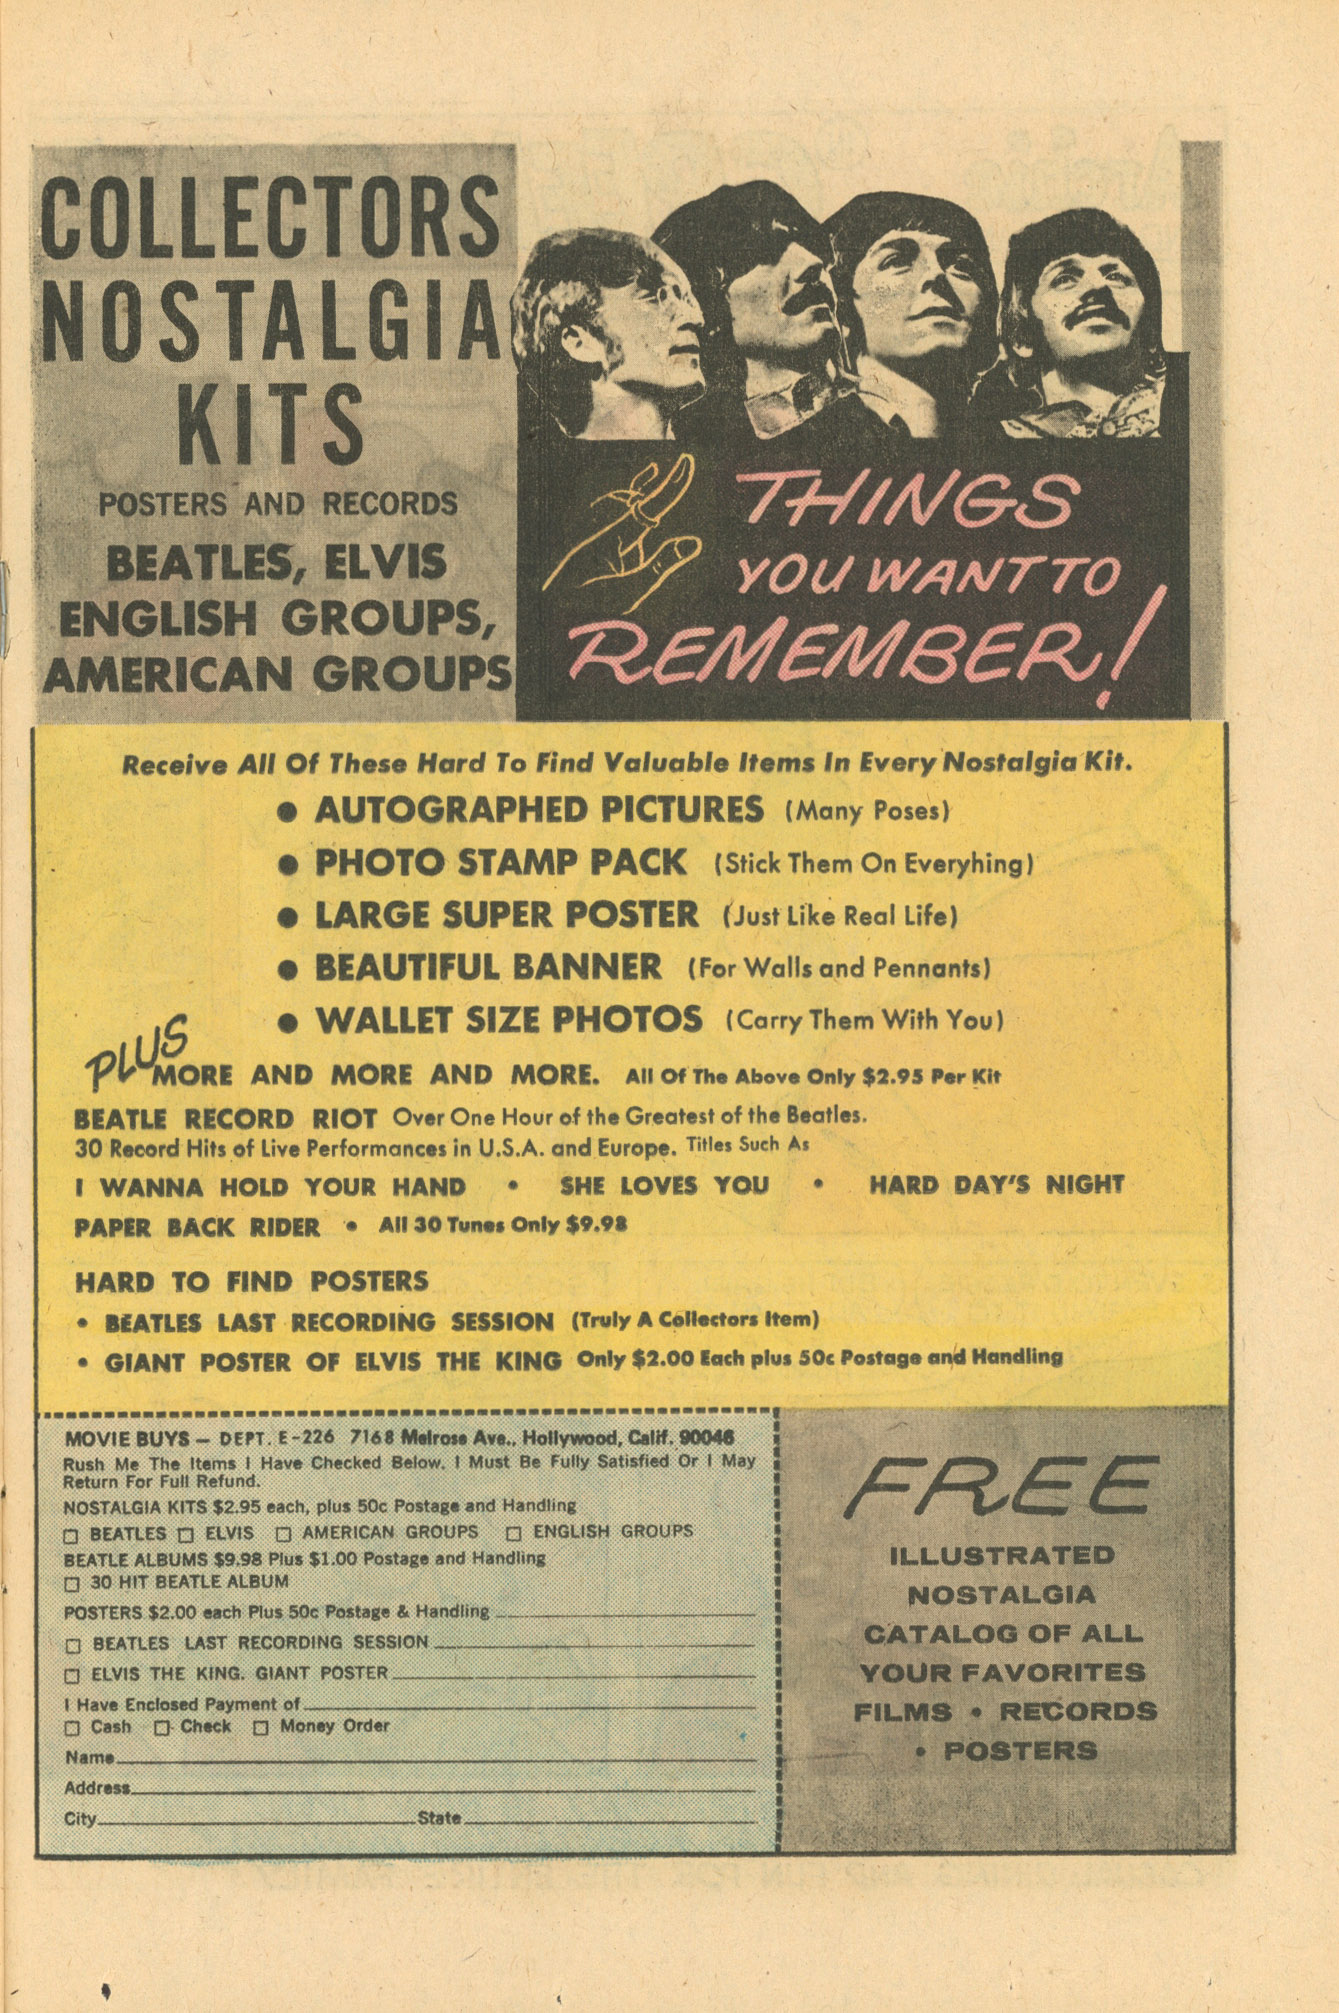 COLLECTORS
NOSTALGIA
KITS
POSTERS AND RECORDS
BEATLES, ELVIS
ENGLISH GROUPS,
AMERICAN GROUPS
THINGS
YOU WANT TO
REMEMBER!
Receive All Of These Hard To Find Valuable Items In Every Nostalgia Kit.
● AUTOGRAPHED PICTURES (Many Poses)
● PHOTO STAMP PACK (Stick Them On Everyhing)
● LARGE SUPER POSTER (Just Like Real Life)
● BEAUTIFUL BANNER (For Walls and Pennants)
● WALLET SIZE PHOTOS (Carry Them With You)
PLUS
MORE AND MORE AND MORE. All Of The Above Only $2.95 Per Kit
BEATLE RECORD RIOT Over One Hour of the Greatest of the Beatles.
30 Record Hits of Live Performances in U.S.A. and Europe. Titles Such As
I WANNA HOLD YOUR HAND • SHE LOVES YOU • HARD DAY'S NIGHT
PAPER BACK RIDER • All 30 Tunes Only $9.98
HARD TO FIND POSTERS
• BEATLES LAST RECORDING SESSION (Truly A Collectors Item)
• GIANT POSTER OF ELVIS THE KING Only $2.00 Each plus 50c Postage and Handling
MOVIE BUYS — DEPT. E-226 7168 Melrose Ave., Hollywood, Calif. 90046
Rush Me The Items I Have Checked Below. I Must Be Fully Satisfied Or I May
Return For Full Refund.
NOSTALGIA KITS $2.95 each, plus 50c Postage and Handling
□ BEATLES □ ELVIS □ AMERICAN GROUPS □ ENGLISH GROUPS
BEATLE ALBUMS $9.98 Plus $1.00 Postage and Handling
□ 30 HIT BEATLE ALBUM
POSTERS $2.00 each Plus 50c Postage & Handling
□ BEATLES LAST RECORDING SESSION
□ ELVIS THE KING. GIANT POSTER
I Have Enclosed Payment of
□ Cash □ Check □ Money Order
Name
Address
City State
FREE
ILLUSTRATED
NOSTALGIA
CATALOG OF ALL
YOUR FAVORITES
FILMS • RECORDS
• POSTERS